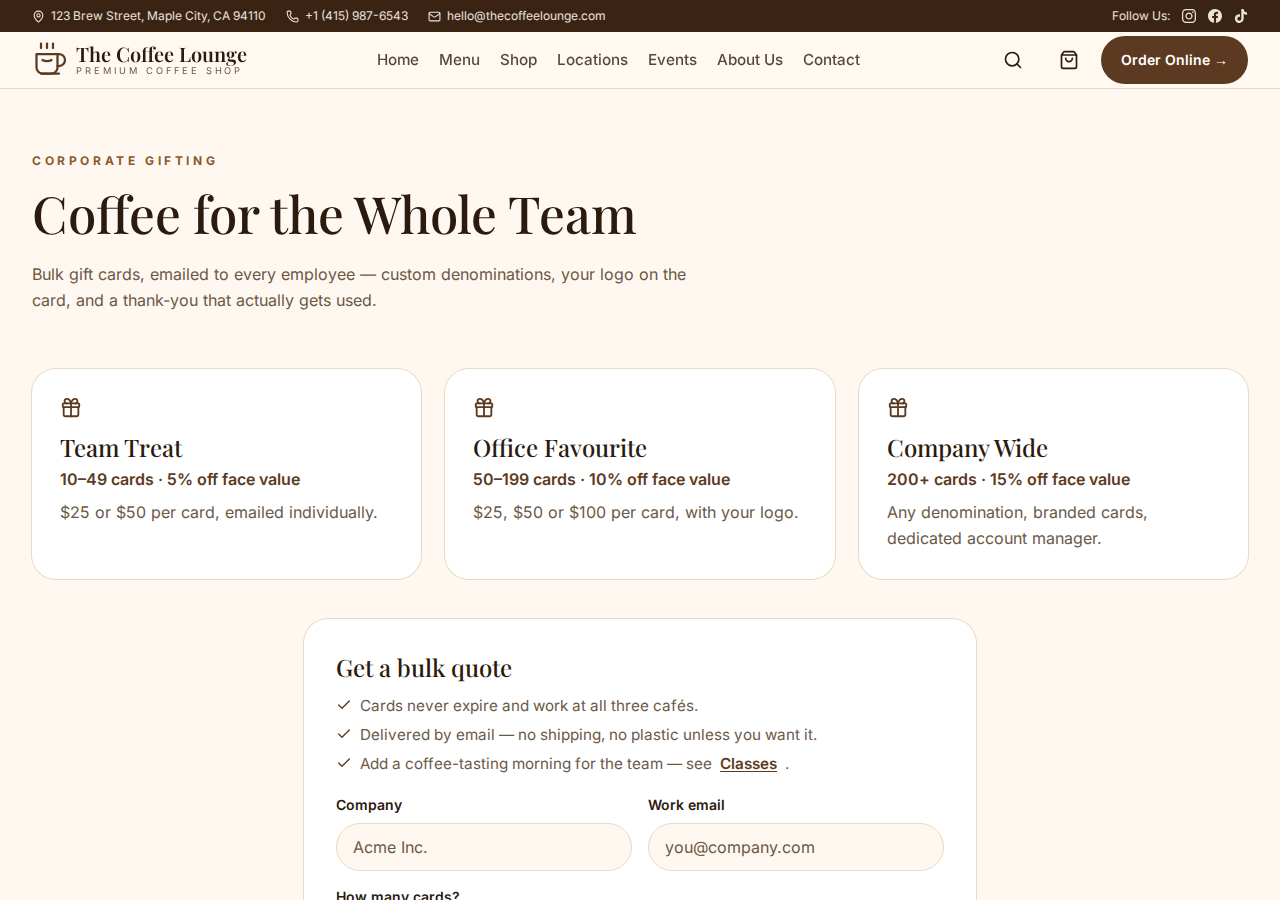 123 Brew Street, Maple City, CA 94110 +1 (415) 987-6543 hello@thecoffeelounge.com Follow Us:
The Coffee Lounge
PREMIUM COFFEE SHOP
Home Menu Shop Locations Events About Us Contact
Order Online →
CORPORATE GIFTING
Coffee for the Whole Team
Bulk gift cards, emailed to every employee — custom denominations, your logo on the
card, and a thank-you that actually gets used.
Team Treat
10–49 cards · 5% off face value
$25 or $50 per card, emailed individually.
Office Favourite
50–199 cards · 10% off face value
$25, $50 or $100 per card, with your logo.
Company Wide
200+ cards · 15% off face value
Any denomination, branded cards,
dedicated account manager.
Get a bulk quote
Cards never expire and work at all three cafés.
Delivered by email — no shipping, no plastic unless you want it.
Add a coffee-tasting morning for the team — see Classes .
Company Work email
Acme Inc. you@company.com
How many cards?